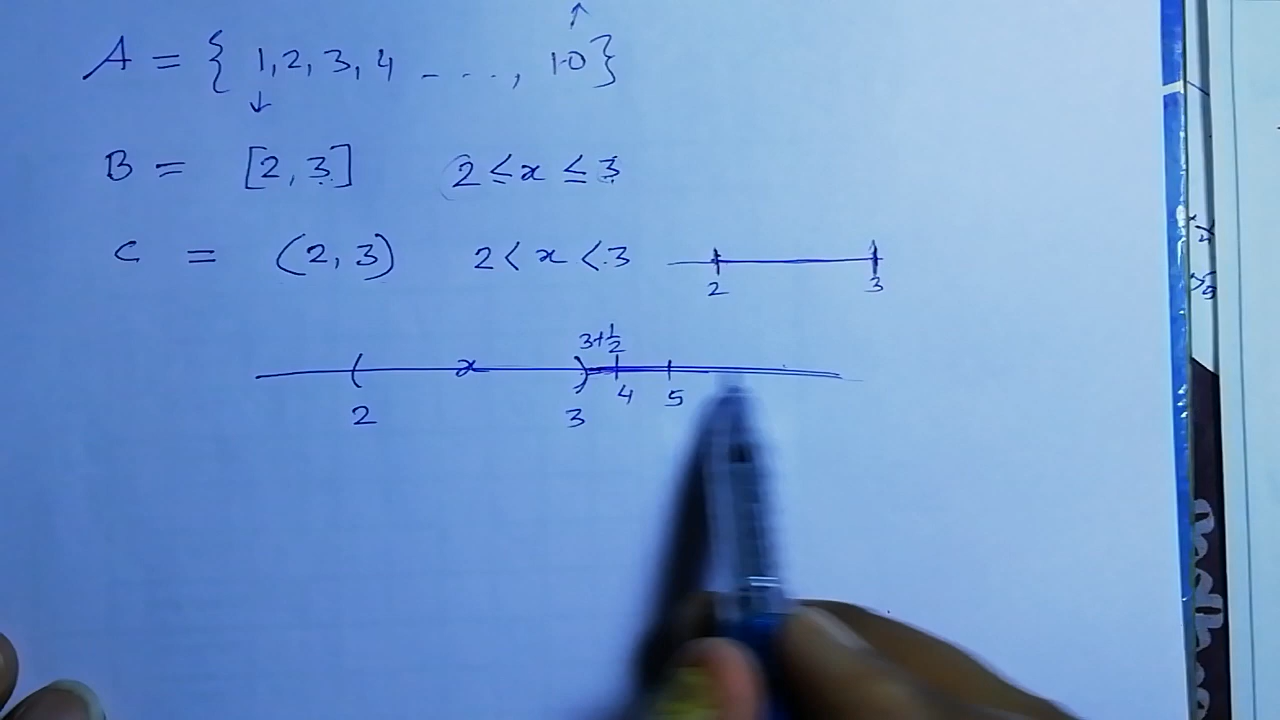 A = { 1, 2, 3, 4 - ..., 10}
B = [2, 3] 2 ≤ x ≤ 3
C = (2, 3) 2 < x < 3
2 3
3+1/2
( x )
2 3 4 5